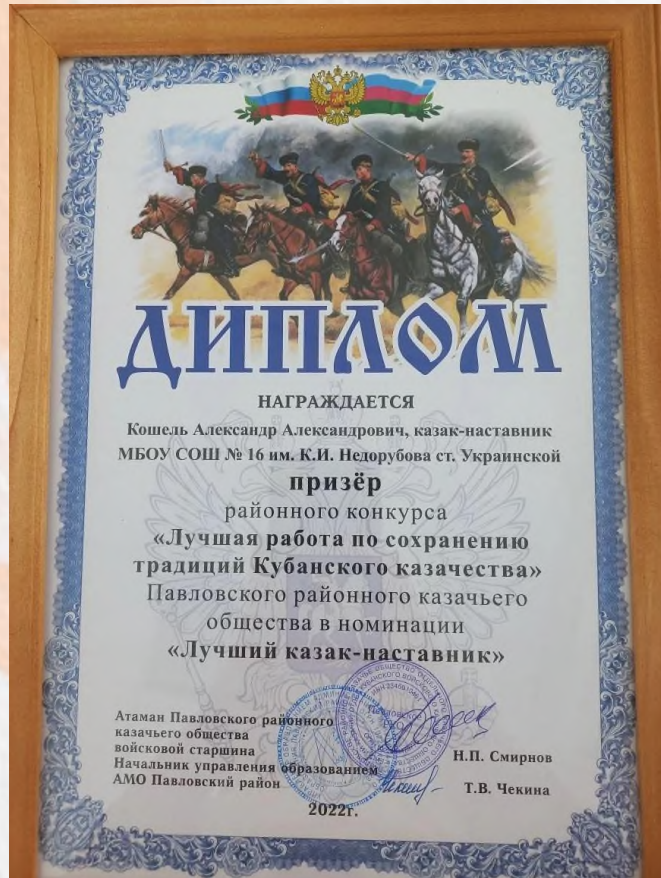 ДИПЛОМ
НАГРАЖДАЕТСЯ
Кошель Александр Александрович, казак-наставник
МБОУ СОШ № 16 им. К.И. Недорубова ст. Украинской
призёр
районного конкурса
«Лучшая работа по сохранению
традиций Кубанского казачества»
Павловского районного казачьего
общества в номинации
«Лучший казак-наставник»
Атаман Павловского районного
казачьего общества
войсковой старшина
Н.П. Смирнов
Начальник управления образованием
АМО Павловский район
Т.В. Чекина
2022г.